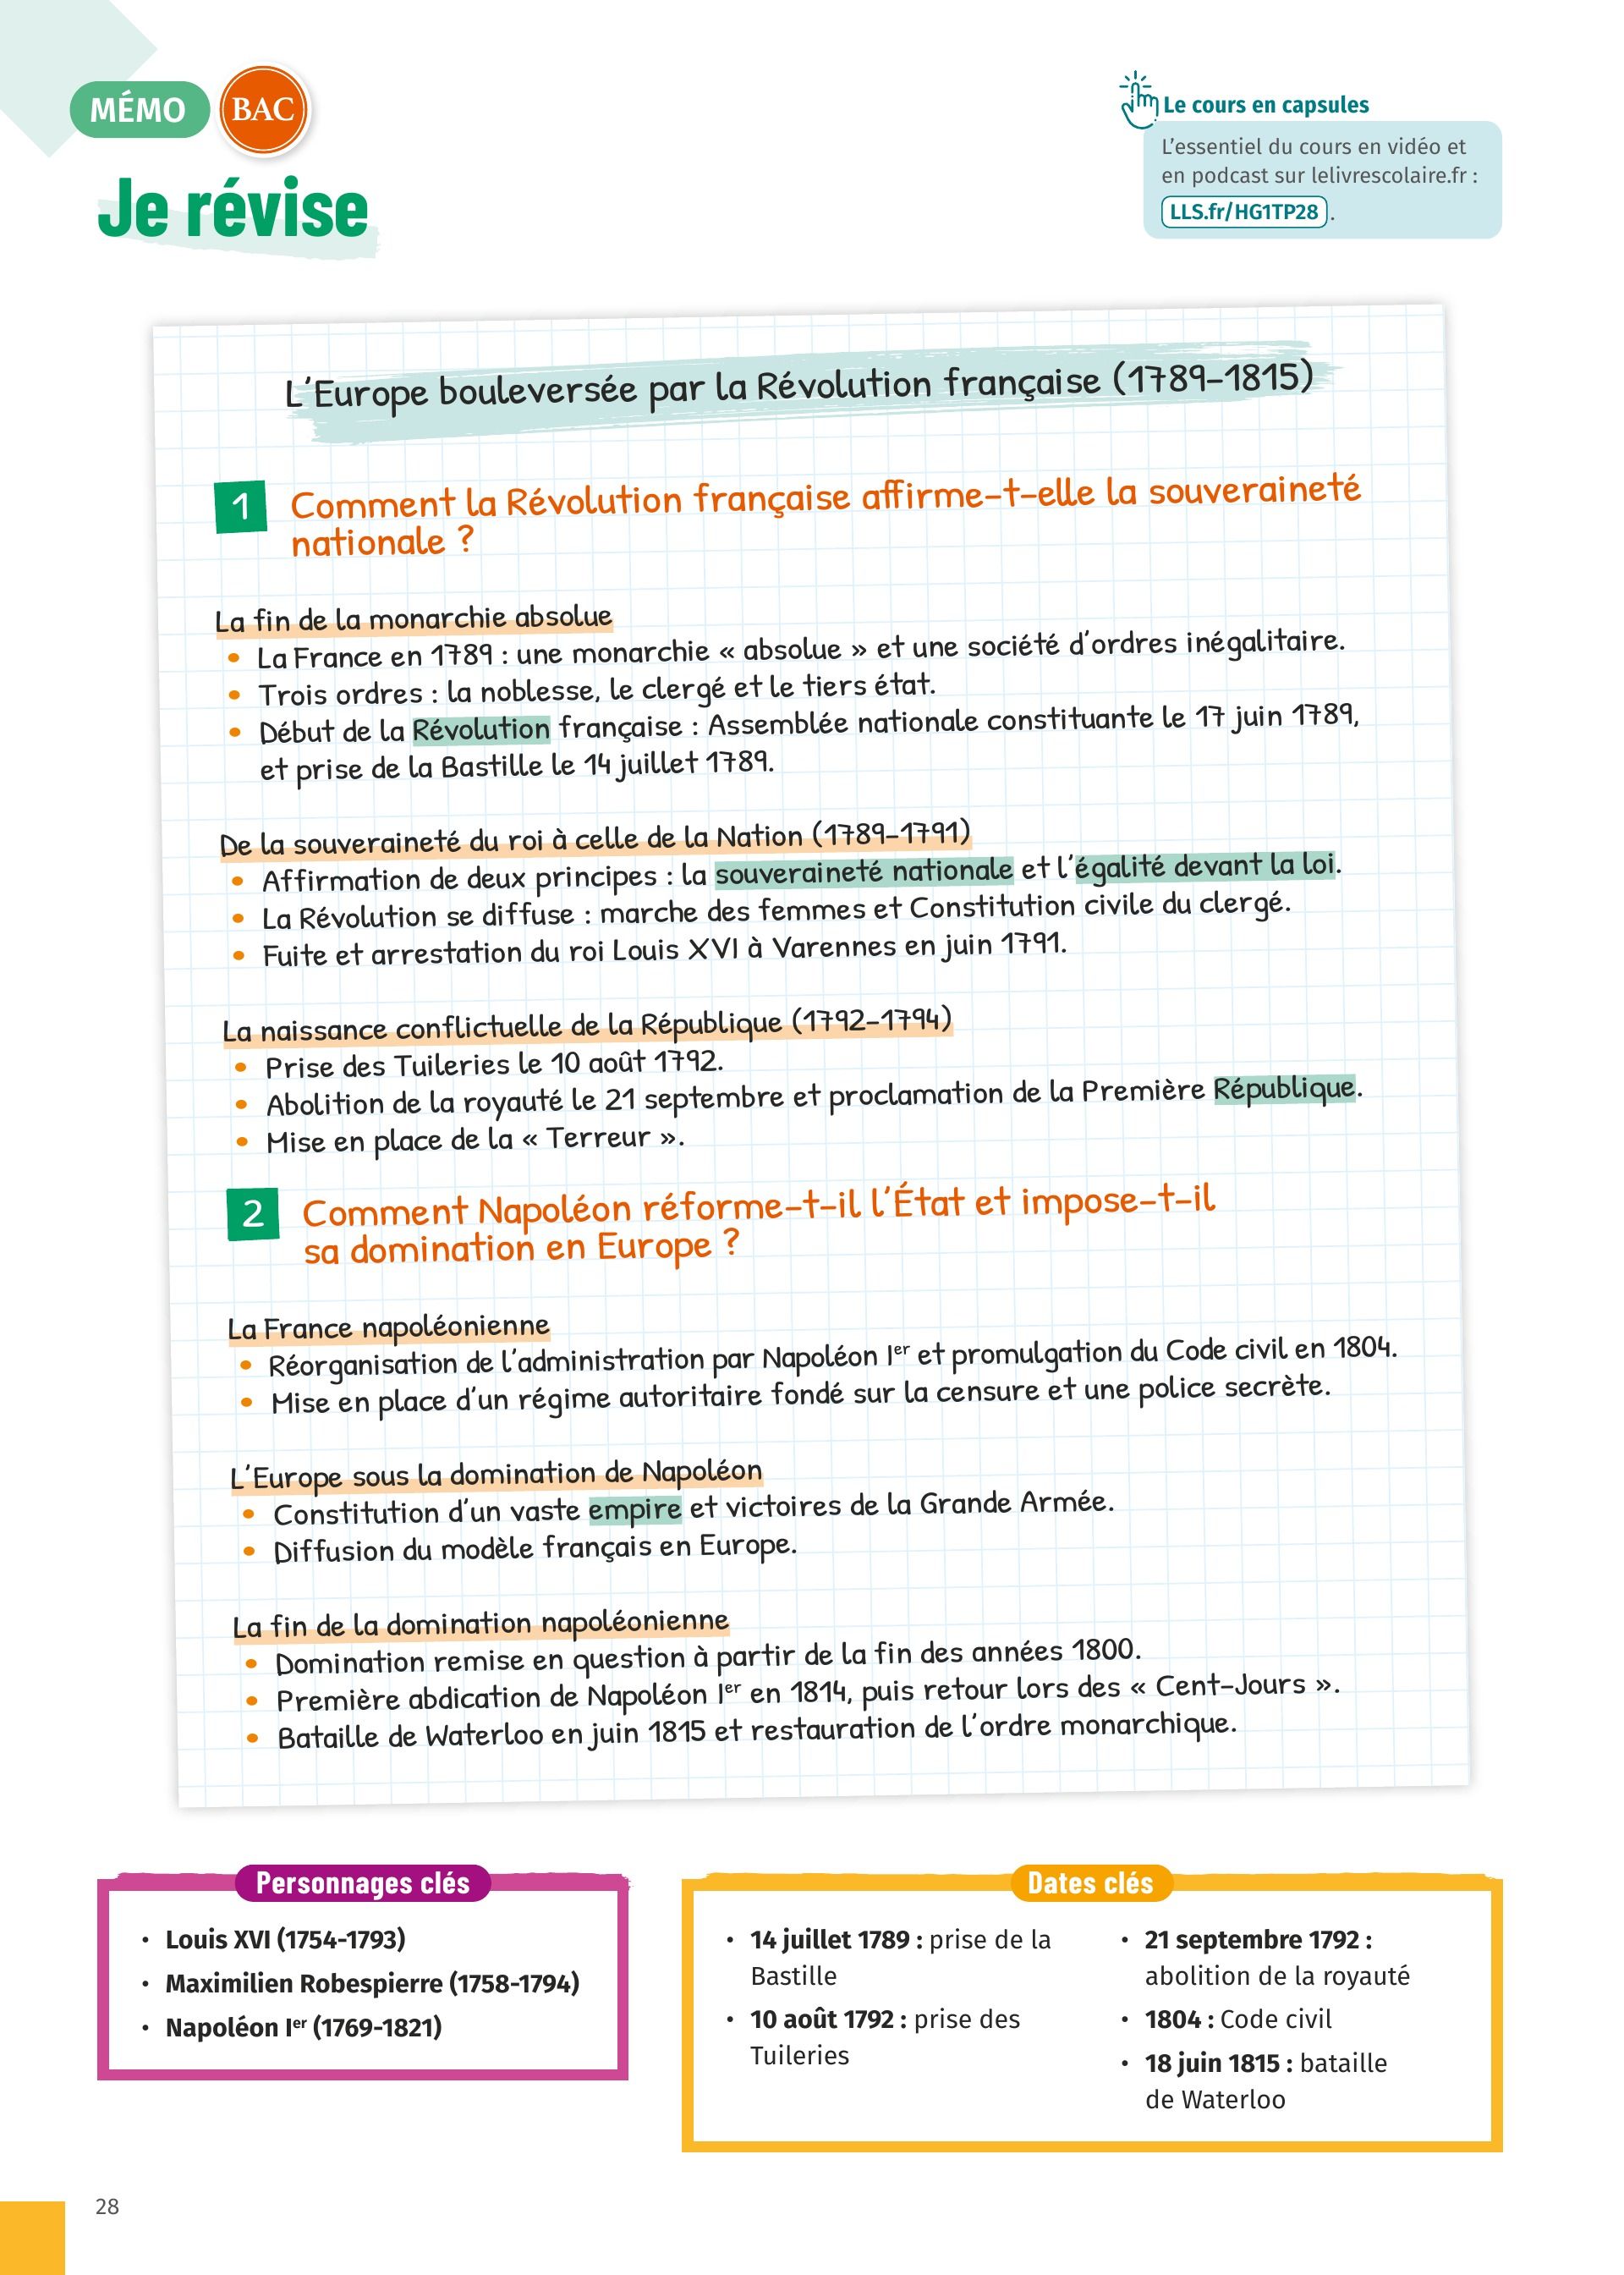 MÉMO
BAC
Je révise
Le cours en capsules
L'essentiel du cours en vidéo et
en podcast sur lelivrescolaire.fr :
LLS.fr/HG1TP28 .
L'Europe bouleversée par la Révolution française (1789-1815)
1 Comment la Révolution française affirme-t-elle la souveraineté
nationale ?
La fin de la monarchie absolue
• La France en 1789 : une monarchie « absolue » et une société d'ordres inégalitaire.
• Trois ordres : la noblesse, le clergé et le tiers état.
• Début de la Révolution française : Assemblée nationale constituante le 17 juin 1789,
et prise de la Bastille le 14 juillet 1789.
De la souveraineté du roi à celle de la Nation (1789-1791)
• Affirmation de deux principes : la souveraineté nationale et l'égalité devant la loi.
• La Révolution se diffuse : marche des femmes et Constitution civile du clergé.
• Fuite et arrestation du roi Louis XVI à Varennes en juin 1791.
La naissance conflictuelle de la République (1792-1794)
• Prise des Tuileries le 10 août 1792.
• Abolition de la royauté le 21 septembre et proclamation de la Première République.
• Mise en place de la « Terreur ».
2 Comment Napoléon réforme-t-il l'État et impose-t-il
sa domination en Europe ?
La France napoléonienne
• Réorganisation de l'administration par Napoléon Ier et promulgation du Code civil en 1804.
• Mise en place d'un régime autoritaire fondé sur la censure et une police secrète.
L'Europe sous la domination de Napoléon
• Constitution d'un vaste empire et victoires de la Grande Armée.
• Diffusion du modèle français en Europe.
La fin de la domination napoléonienne
• Domination remise en question à partir de la fin des années 1800.
• Première abdication de Napoléon Ier en 1814, puis retour lors des « Cent-Jours ».
• Bataille de Waterloo en juin 1815 et restauration de l'ordre monarchique.
Personnages clés
• Louis XVI (1754-1793)
• Maximilien Robespierre (1758-1794)
• Napoléon Ier (1769-1821)
Dates clés
• 14 juillet 1789 : prise de la
Bastille
• 10 août 1792 : prise des
Tuileries
• 21 septembre 1792 :
abolition de la royauté
• 1804 : Code civil
• 18 juin 1815 : bataille
de Waterloo
28